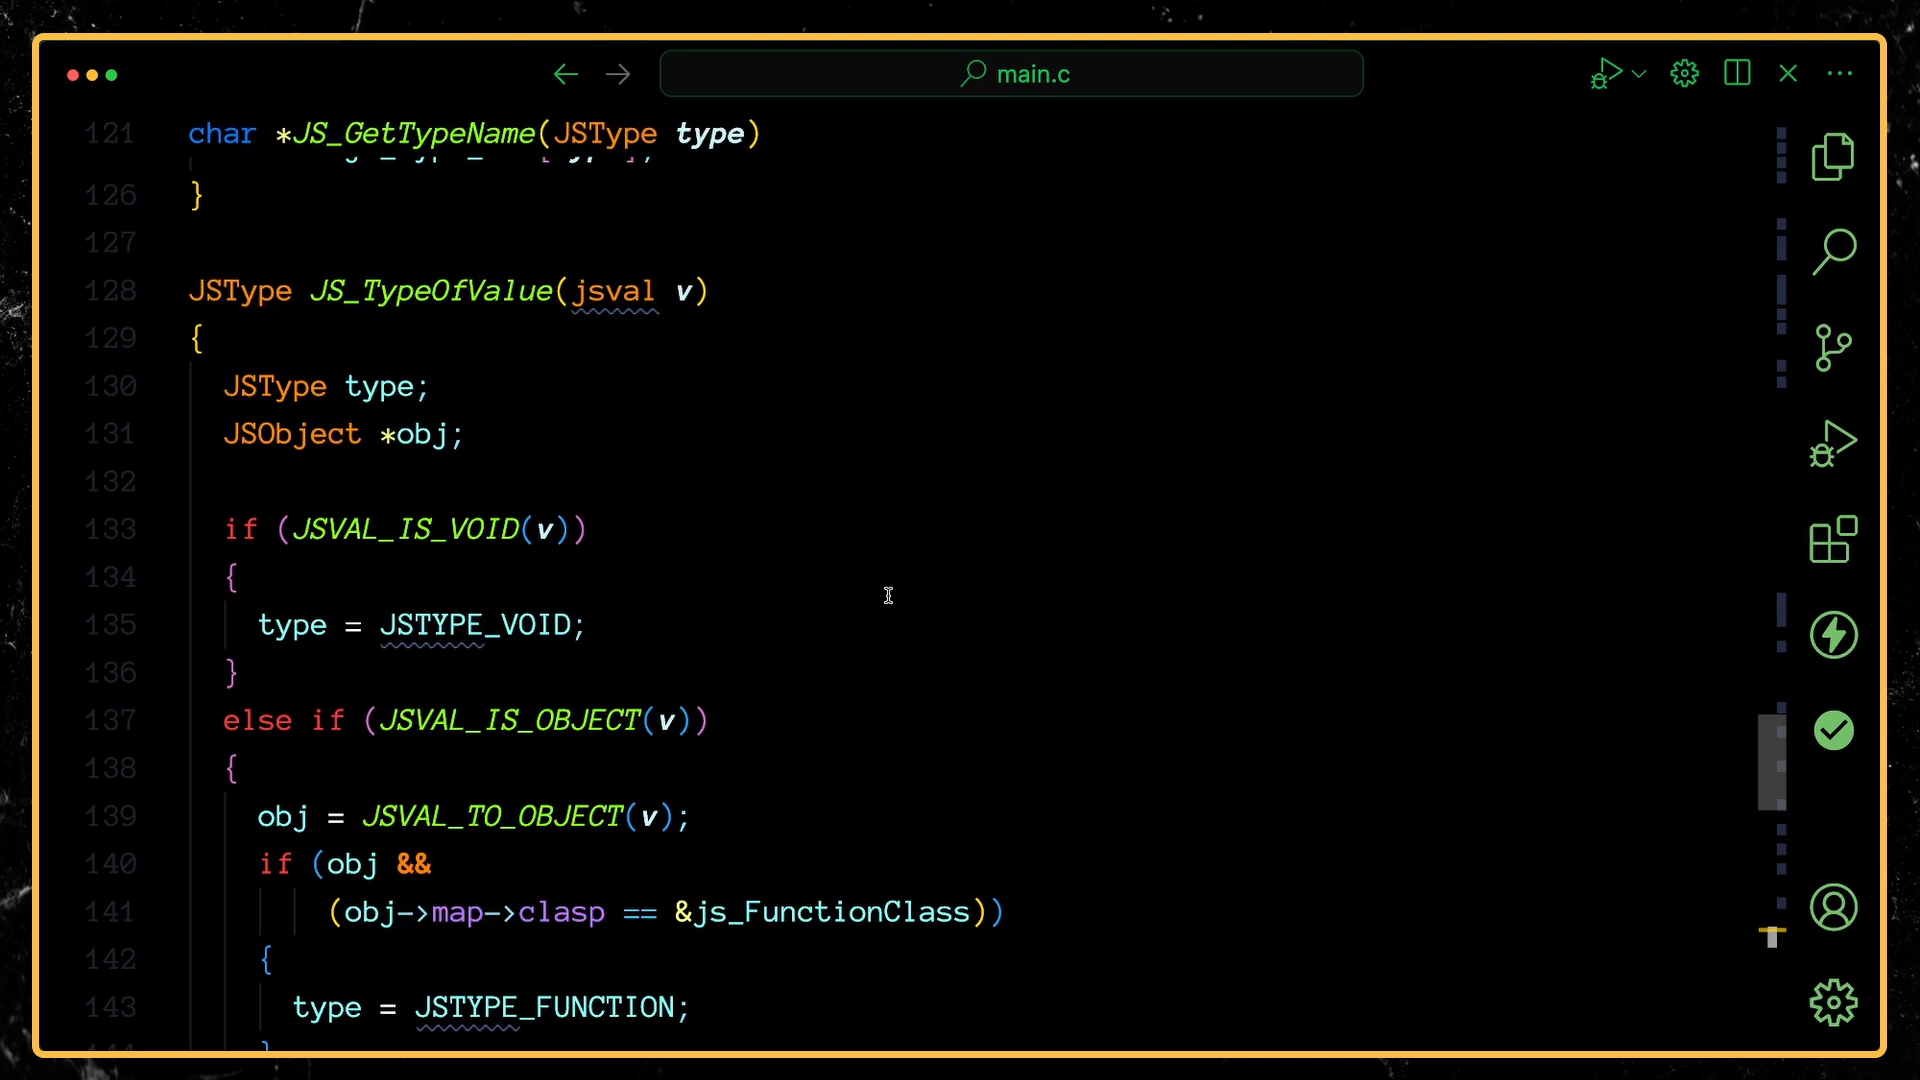 main.c
121 char *JS_GetTypeName(JSType type)
126 }
127
128 JSType JS_TypeOfValue(jsval v)
129 {
130 JSType type;
131 JSObject *obj;
132
133 if (JSVAL_IS_VOID(v))
134 {
135 type = JSTYPE_VOID;
136 }
137 else if (JSVAL_IS_OBJECT(v))
138 {
139 obj = JSVAL_TO_OBJECT(v);
140 if (obj &&
141 (obj->map->clasp == &js_FunctionClass))
142 {
143 type = JSTYPE_FUNCTION;